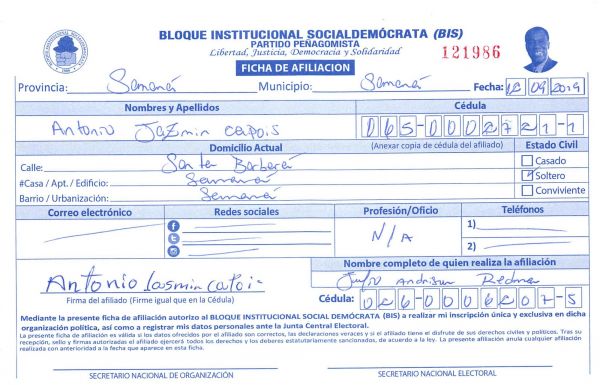 BLOQUE INSTITUCIONAL SOCIALDEMÓCRATA (BIS)
PARTIDO PEÑAGOMISTA
Libertad, Justicia, Democracia y Solidaridad
121986
FICHA DE AFILIACION
Provincia: Samaná Municipio: Samaná Fecha: 12 09 2019
Nombres y Apellidos Cédula
Antonio Jazmin capois 065-0002721-1
Domicilio Actual (Anexar copia de cédula del afiliado) Estado Civil
Calle: Santa Barbara Casado
#Casa / Apt. / Edificio: Samaná Soltero
Barrio / Urbanización: Samaná Conviviente
Correo electrónico Redes sociales Profesión/Oficio Teléfonos
N/A 1)
2)
Nombre completo de quien realiza la afiliación
Antonio Jasmin capois Julio
Firma del afiliado (Firme igual que en la Cédula) Cédula:
Mediante la presente ficha de afiliación autorizo al BLOQUE INSTITUCIONAL SOCIAL DEMÓCRATA (BIS) a realizar mi inscripción única y exclusiva en dicha
organización política, así como a registrar mis datos personales ante la Junta Central Electoral.
La presente ficha de afiliación es válida si los datos ofrecidos por el afiliado son correctos, las declaraciones veraces y si el afiliado tiene el disfrute de sus derechos civiles y políticos. Tras su
recepción, sello y firmas autorizadas el afiliado ejercerá todos los derechos y los deberes estatutariamente sancionados, de acuerdo a la ley. La presente afiliación anula cualquier afiliación
realizada con anterioridad a la fecha que aparece en esta ficha.
SECRETARIO NACIONAL DE ORGANIZACIÓN SECRETARIO NACIONAL ELECTORAL